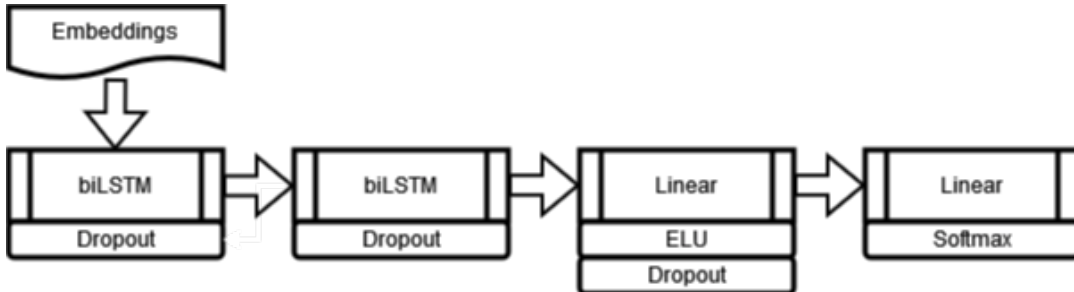 Embeddings
biLSTM
Dropout
biLSTM
Dropout
Linear
ELU
Dropout
Linear
Softmax